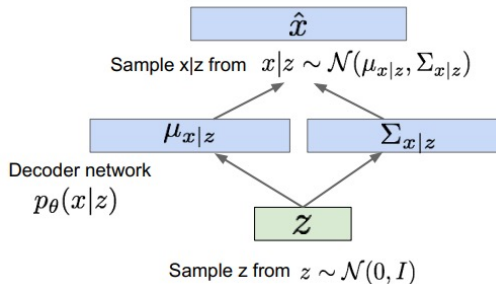 x̂
Sample x|z from x|z ∼ 𝒩(μ_{x|z}, Σ_{x|z})
μ_{x|z} Σ_{x|z}
Decoder network
p_θ(x|z)
z
Sample z from z ∼ 𝒩(0, I)